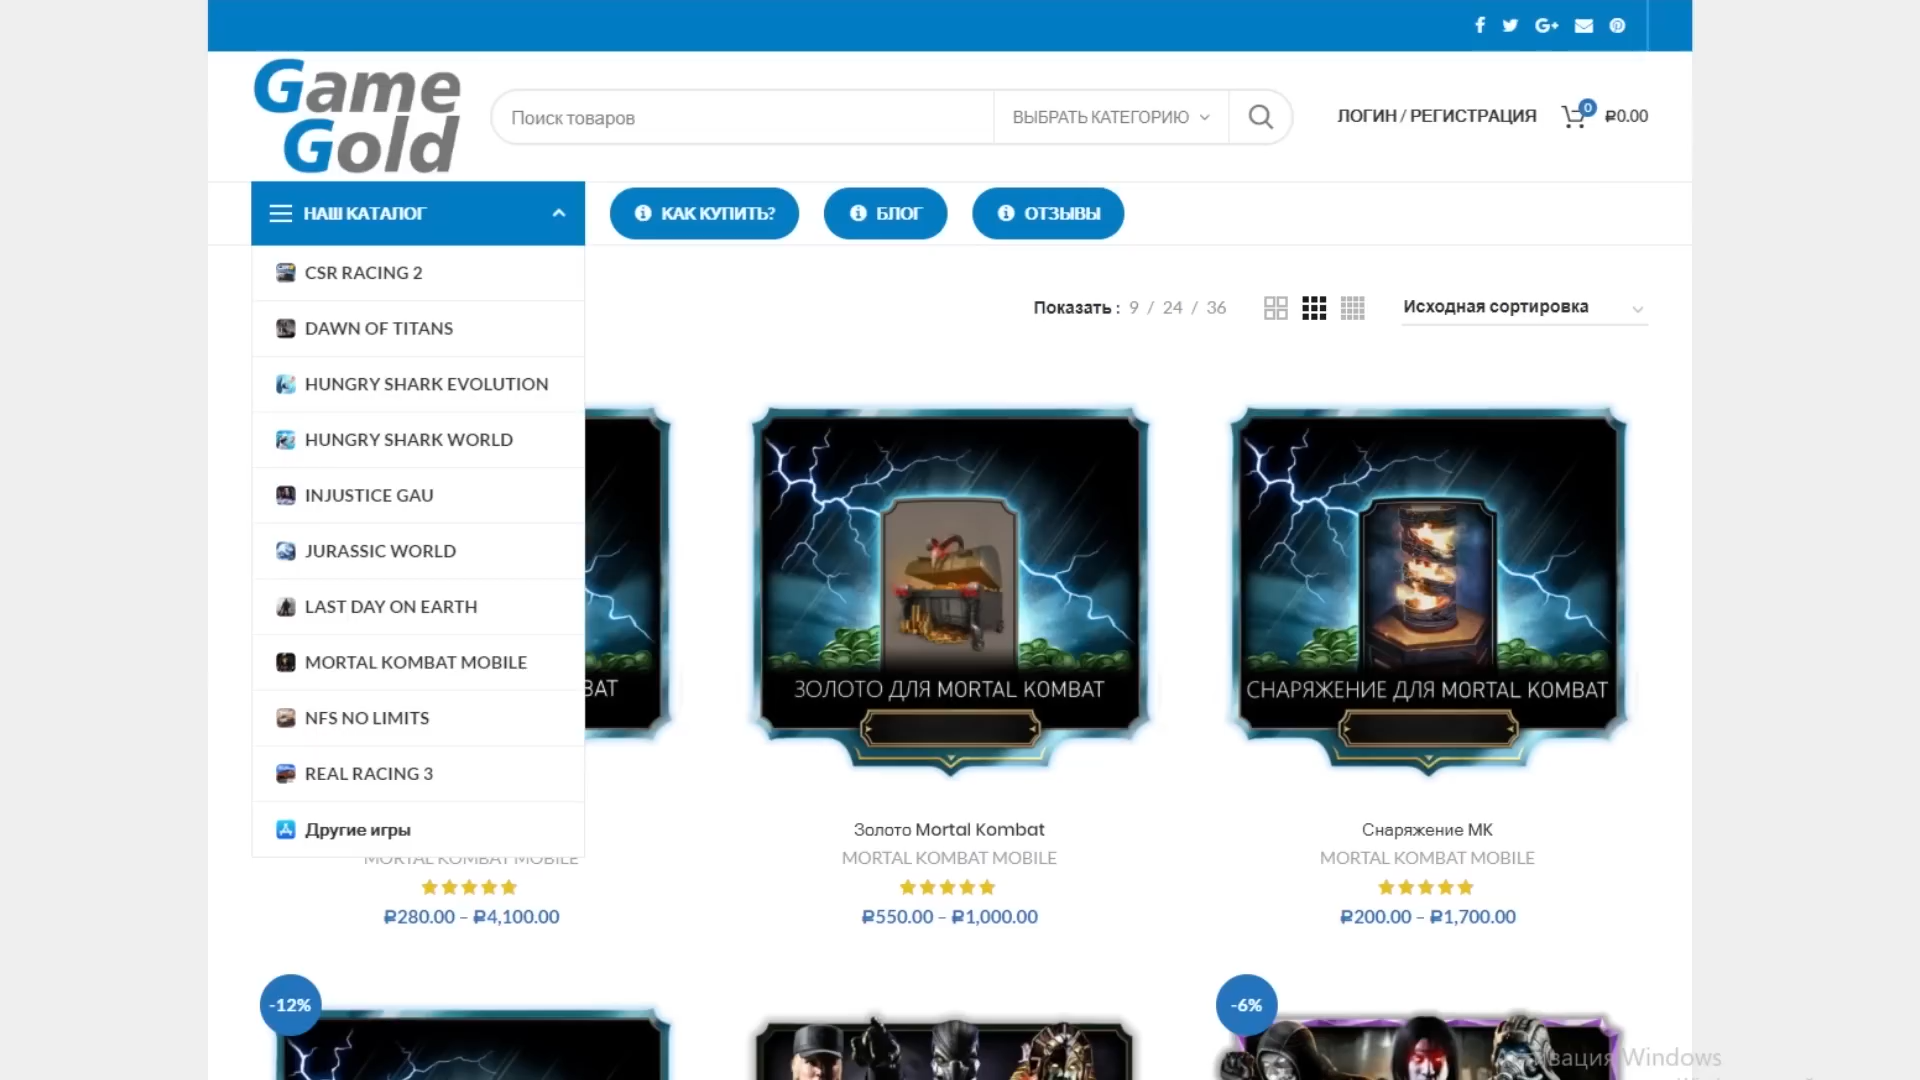 Game
Gold
Поиск товаров
ВЫБРАТЬ КАТЕГОРИЮ
ЛОГИН / РЕГИСТРАЦИЯ
0
₽0.00
НАШ КАТАЛОГ
КАК КУПИТЬ?
БЛОГ
ОТЗЫВЫ
CSR RACING 2
DAWN OF TITANS
HUNGRY SHARK EVOLUTION
HUNGRY SHARK WORLD
INJUSTICE GAU
JURASSIC WORLD
LAST DAY ON EARTH
MORTAL KOMBAT MOBILE
NFS NO LIMITS
REAL RACING 3
Другие игры
Показать : 9 / 24 / 36
Исходная сортировка
BAT
ЗОЛОТО ДЛЯ MORTAL KOMBAT
СНАРЯЖЕНИЕ ДЛЯ MORTAL KOMBAT
MORTAL KOMBAT MOBILE
₽280.00 – ₽4,100.00
Золото Mortal Kombat
MORTAL KOMBAT MOBILE
₽550.00 – ₽1,000.00
Снаряжение МК
MORTAL KOMBAT MOBILE
₽200.00 – ₽1,700.00
-12%
-6%
Активация Windows